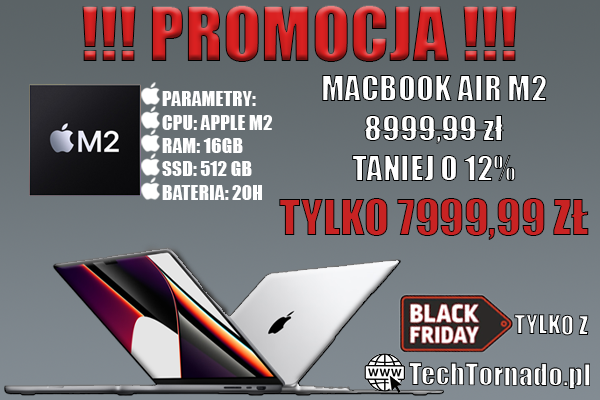 !!! PROMOCJA !!!
M2
PARAMETRY:
CPU: APPLE M2
RAM: 16GB
SSD: 512 GB
BATERIA: 20H
MACBOOK AIR M2
8999,99 zł
TANIEJ O 12%
TYLKO 7999,99 ZŁ
BLACK
FRIDAY
TYLKO Z
WWW
TechTornado.pl